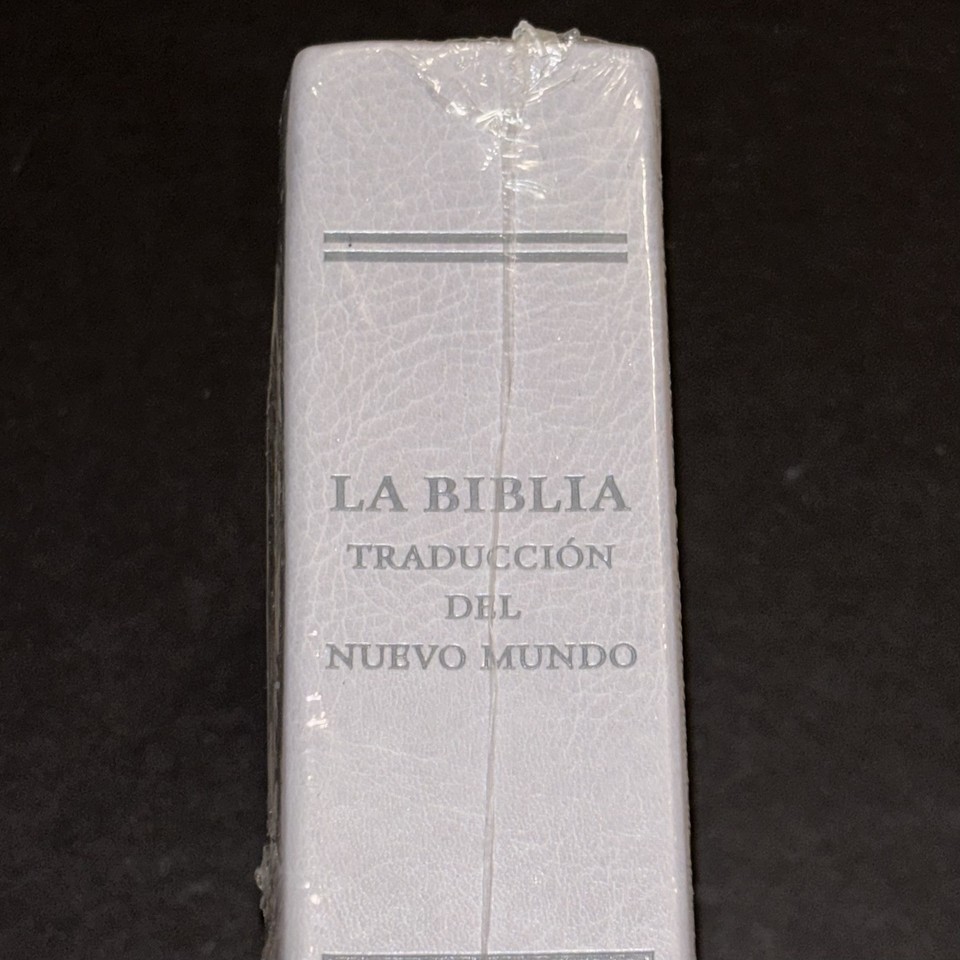 LA BIBLIA
TRADUCCIÓN
DEL
NUEVO MUNDO